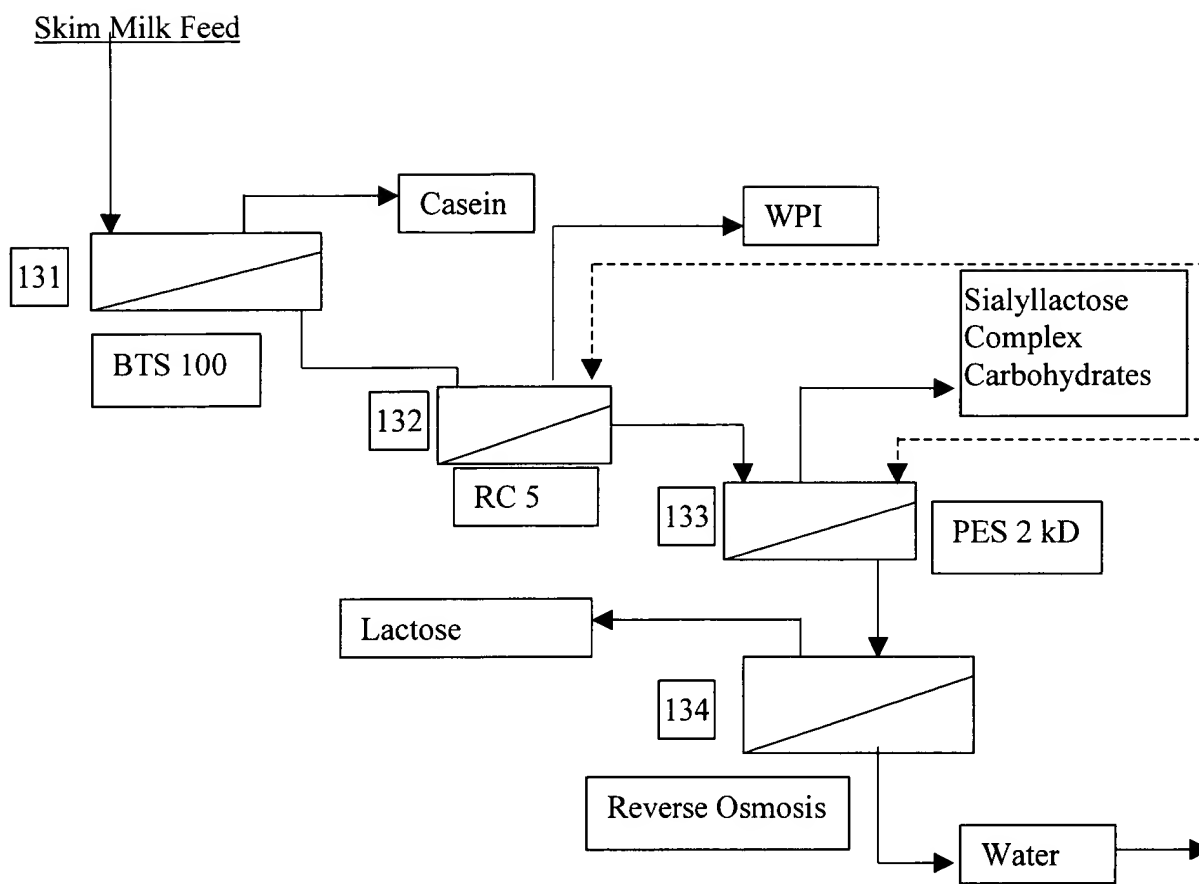 Skim Milk Feed
Casein
WPI
131
Sialyllactose
Complex
Carbohydrates
BTS 100
132
RC 5
133
PES 2 kD
Lactose
134
Reverse Osmosis
Water